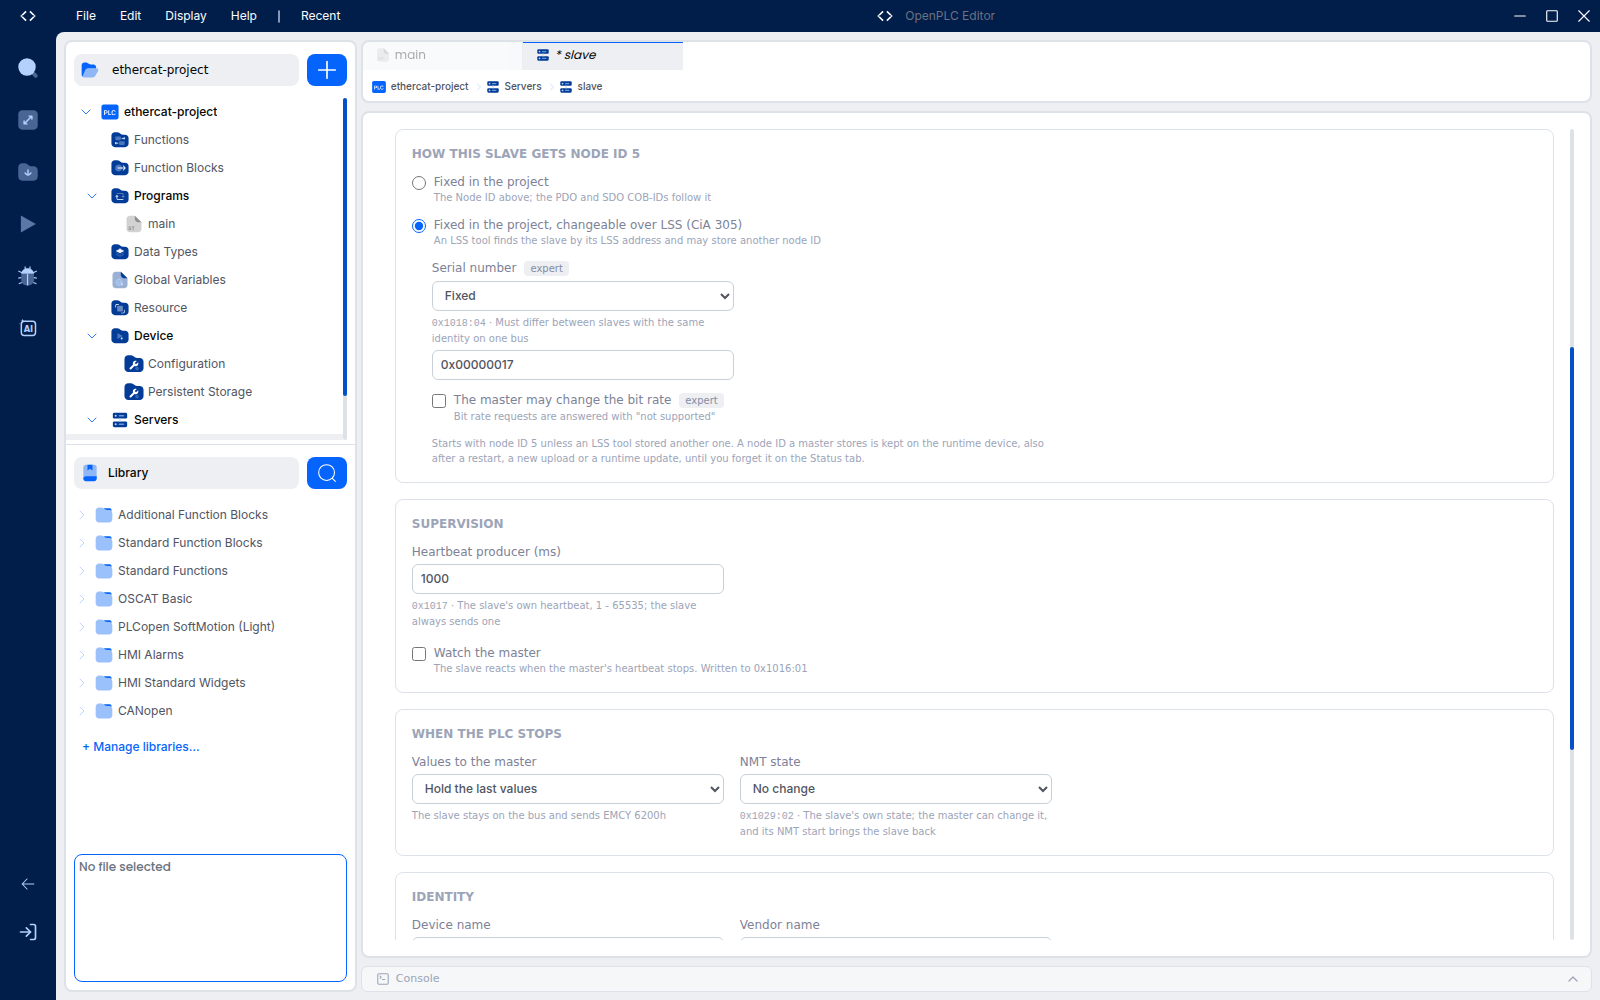 File Edit Display Help | Recent
OpenPLC Editor
ethercat-project
PLC ethercat-project
Functions
Function Blocks
Programs
main
Data Types
Global Variables
Resource
Device
Configuration
Persistent Storage
Servers
Library
Additional Function Blocks
Standard Function Blocks
Standard Functions
OSCAT Basic
PLCopen SoftMotion (Light)
HMI Alarms
HMI Standard Widgets
CANopen
+ Manage libraries...
No file selected
AI
main
* slave
PLC ethercat-project Servers slave
HOW THIS SLAVE GETS NODE ID 5
Fixed in the project
The Node ID above; the PDO and SDO COB-IDs follow it
Fixed in the project, changeable over LSS (CiA 305)
An LSS tool finds the slave by its LSS address and may store another node ID
Serial number expert
Fixed
0x1018:04 · Must differ between slaves with the same
identity on one bus
0x00000017
The master may change the bit rate expert
Bit rate requests are answered with "not supported"
Starts with node ID 5 unless an LSS tool stored another one. A node ID a master stores is kept on the runtime device, also
after a restart, a new upload or a runtime update, until you forget it on the Status tab.
SUPERVISION
Heartbeat producer (ms)
1000
0x1017 · The slave's own heartbeat, 1 - 65535; the slave
always sends one
Watch the master
The slave reacts when the master's heartbeat stops. Written to 0x1016:01
WHEN THE PLC STOPS
Values to the master
Hold the last values
The slave stays on the bus and sends EMCY 6200h
NMT state
No change
0x1029:02 · The slave's own state; the master can change it,
and its NMT start brings the slave back
IDENTITY
Device name
Vendor name
Console